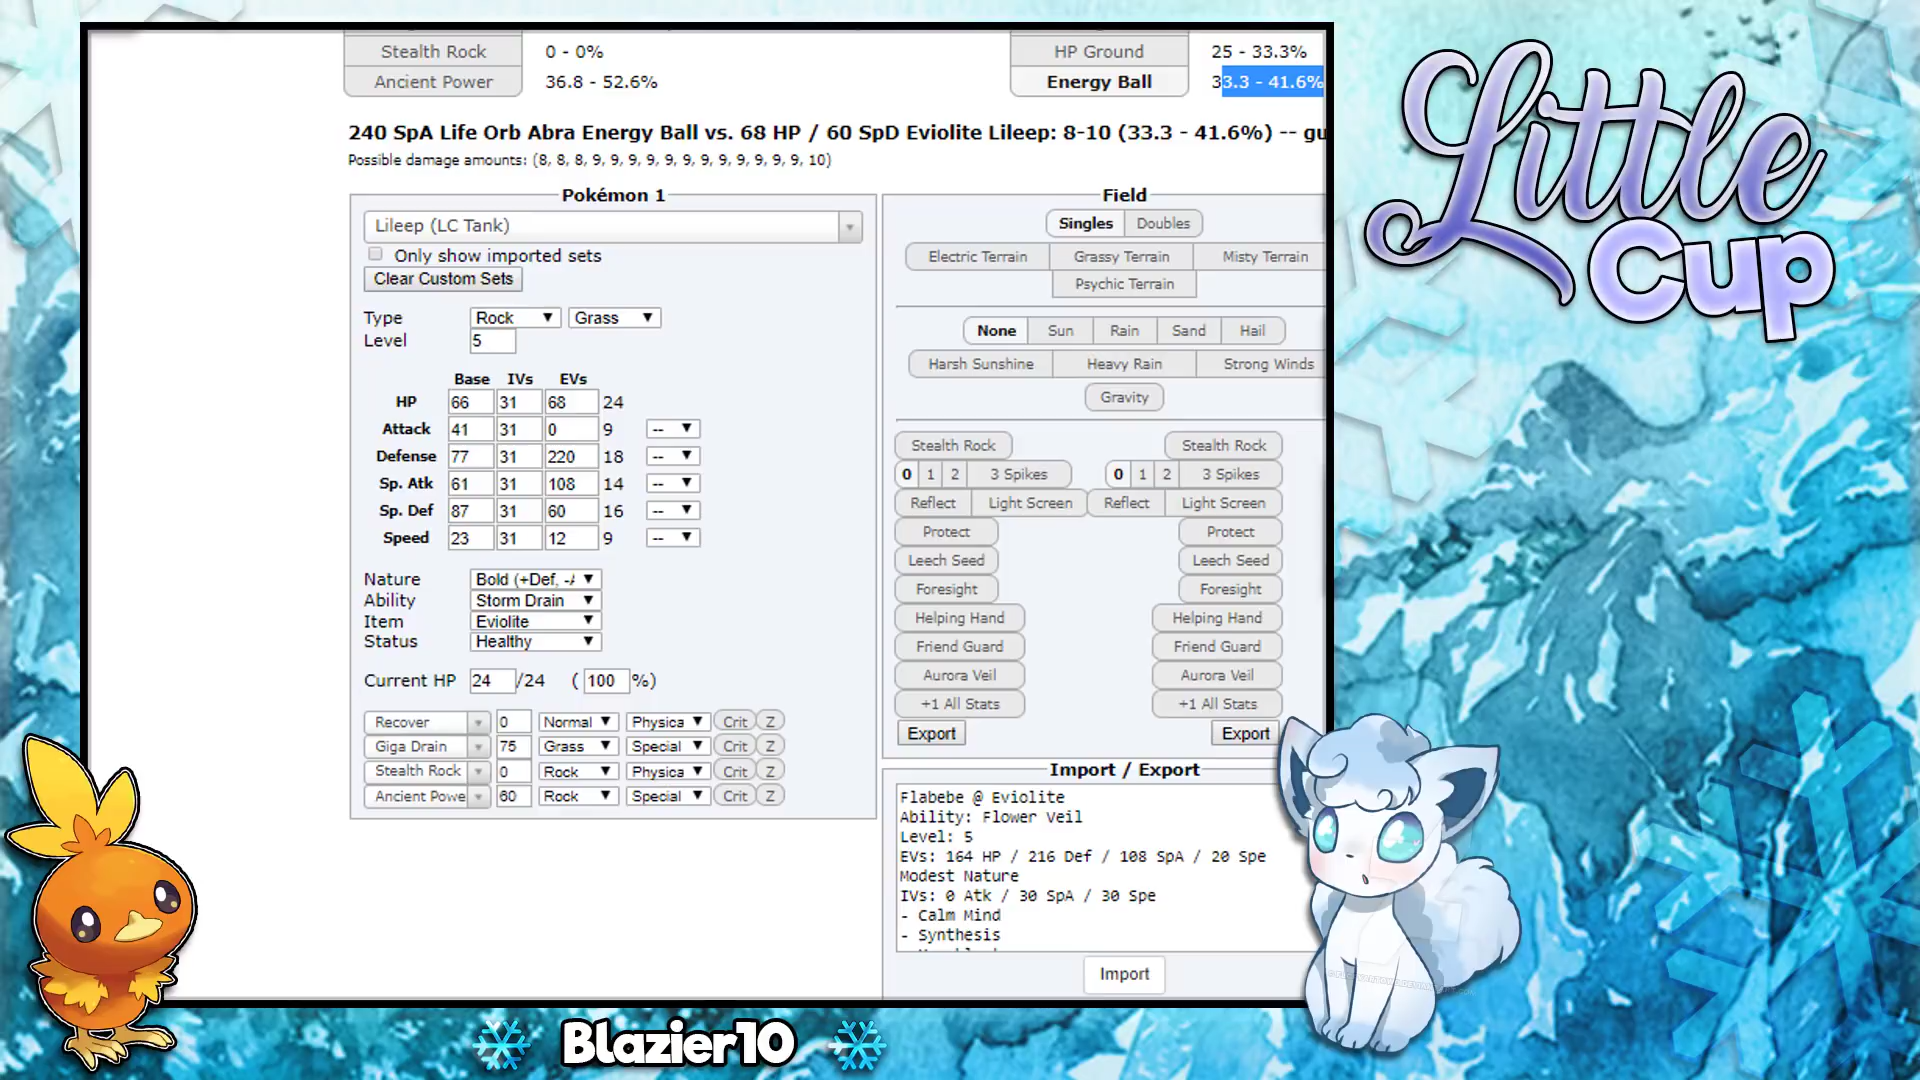 Stealth Rock 0 - 0%
HP Ground 25 - 33.3%
Ancient Power 36.8 - 52.6%
Energy Ball 33.3 - 41.6%
240 SpA Life Orb Abra Energy Ball vs. 68 HP / 60 SpD Eviolite Lileep: 8-10 (33.3 - 41.6%) -- gu
Possible damage amounts: (8, 8, 8, 9, 9, 9, 9, 9, 9, 9, 9, 9, 9, 9, 9, 10)
Pokémon 1
Lileep (LC Tank)
Only show imported sets
Clear Custom Sets
Type Rock Grass
Level 5
Base IVs EVs
HP 66 31 68 24
Attack 41 31 0 9 --
Defense 77 31 220 18 --
Sp. Atk 61 31 108 14 --
Sp. Def 87 31 60 16 --
Speed 23 31 12 9 --
Nature Bold (+Def, -A
Ability Storm Drain
Item Eviolite
Status Healthy
Current HP 24 /24 ( 100 %)
Recover 0 Normal Physica Crit Z
Giga Drain 75 Grass Special Crit Z
Stealth Rock 0 Rock Physica Crit Z
Ancient Powe 60 Rock Special Crit Z
Field
Singles Doubles
Electric Terrain Grassy Terrain Misty Terrain
Psychic Terrain
None Sun Rain Sand Hail
Harsh Sunshine Heavy Rain Strong Winds
Gravity
Stealth Rock Stealth Rock
0 1 2 3 Spikes 0 1 2 3 Spikes
Reflect Light Screen Reflect Light Screen
Protect Protect
Leech Seed Leech Seed
Foresight Foresight
Helping Hand Helping Hand
Friend Guard Friend Guard
Aurora Veil Aurora Veil
+1 All Stats +1 All Stats
Export Export
Import / Export
Flabebe @ Eviolite
Ability: Flower Veil
Level: 5
EVs: 164 HP / 216 Def / 108 SpA / 20 Spe
Modest Nature
IVs: 0 Atk / 30 SpA / 30 Spe
- Calm Mind
- Synthesis
Import
Little
Cup
Blazier10